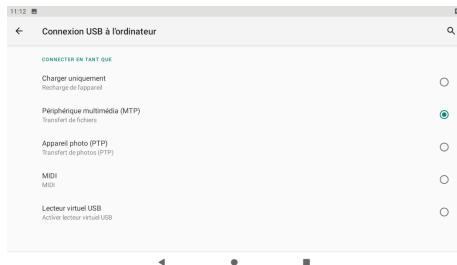 11:12
Connexion USB à l'ordinateur
CONNECTER EN TANT QUE
Charger uniquement
Recharge de l'appareil
Périphérique multimédia (MTP)
Transfert de fichiers
Appareil photo (PTP)
Transfert de photos (PTP)
MIDI
MIDI
Lecteur virtuel USB
Activer lecteur virtuel USB